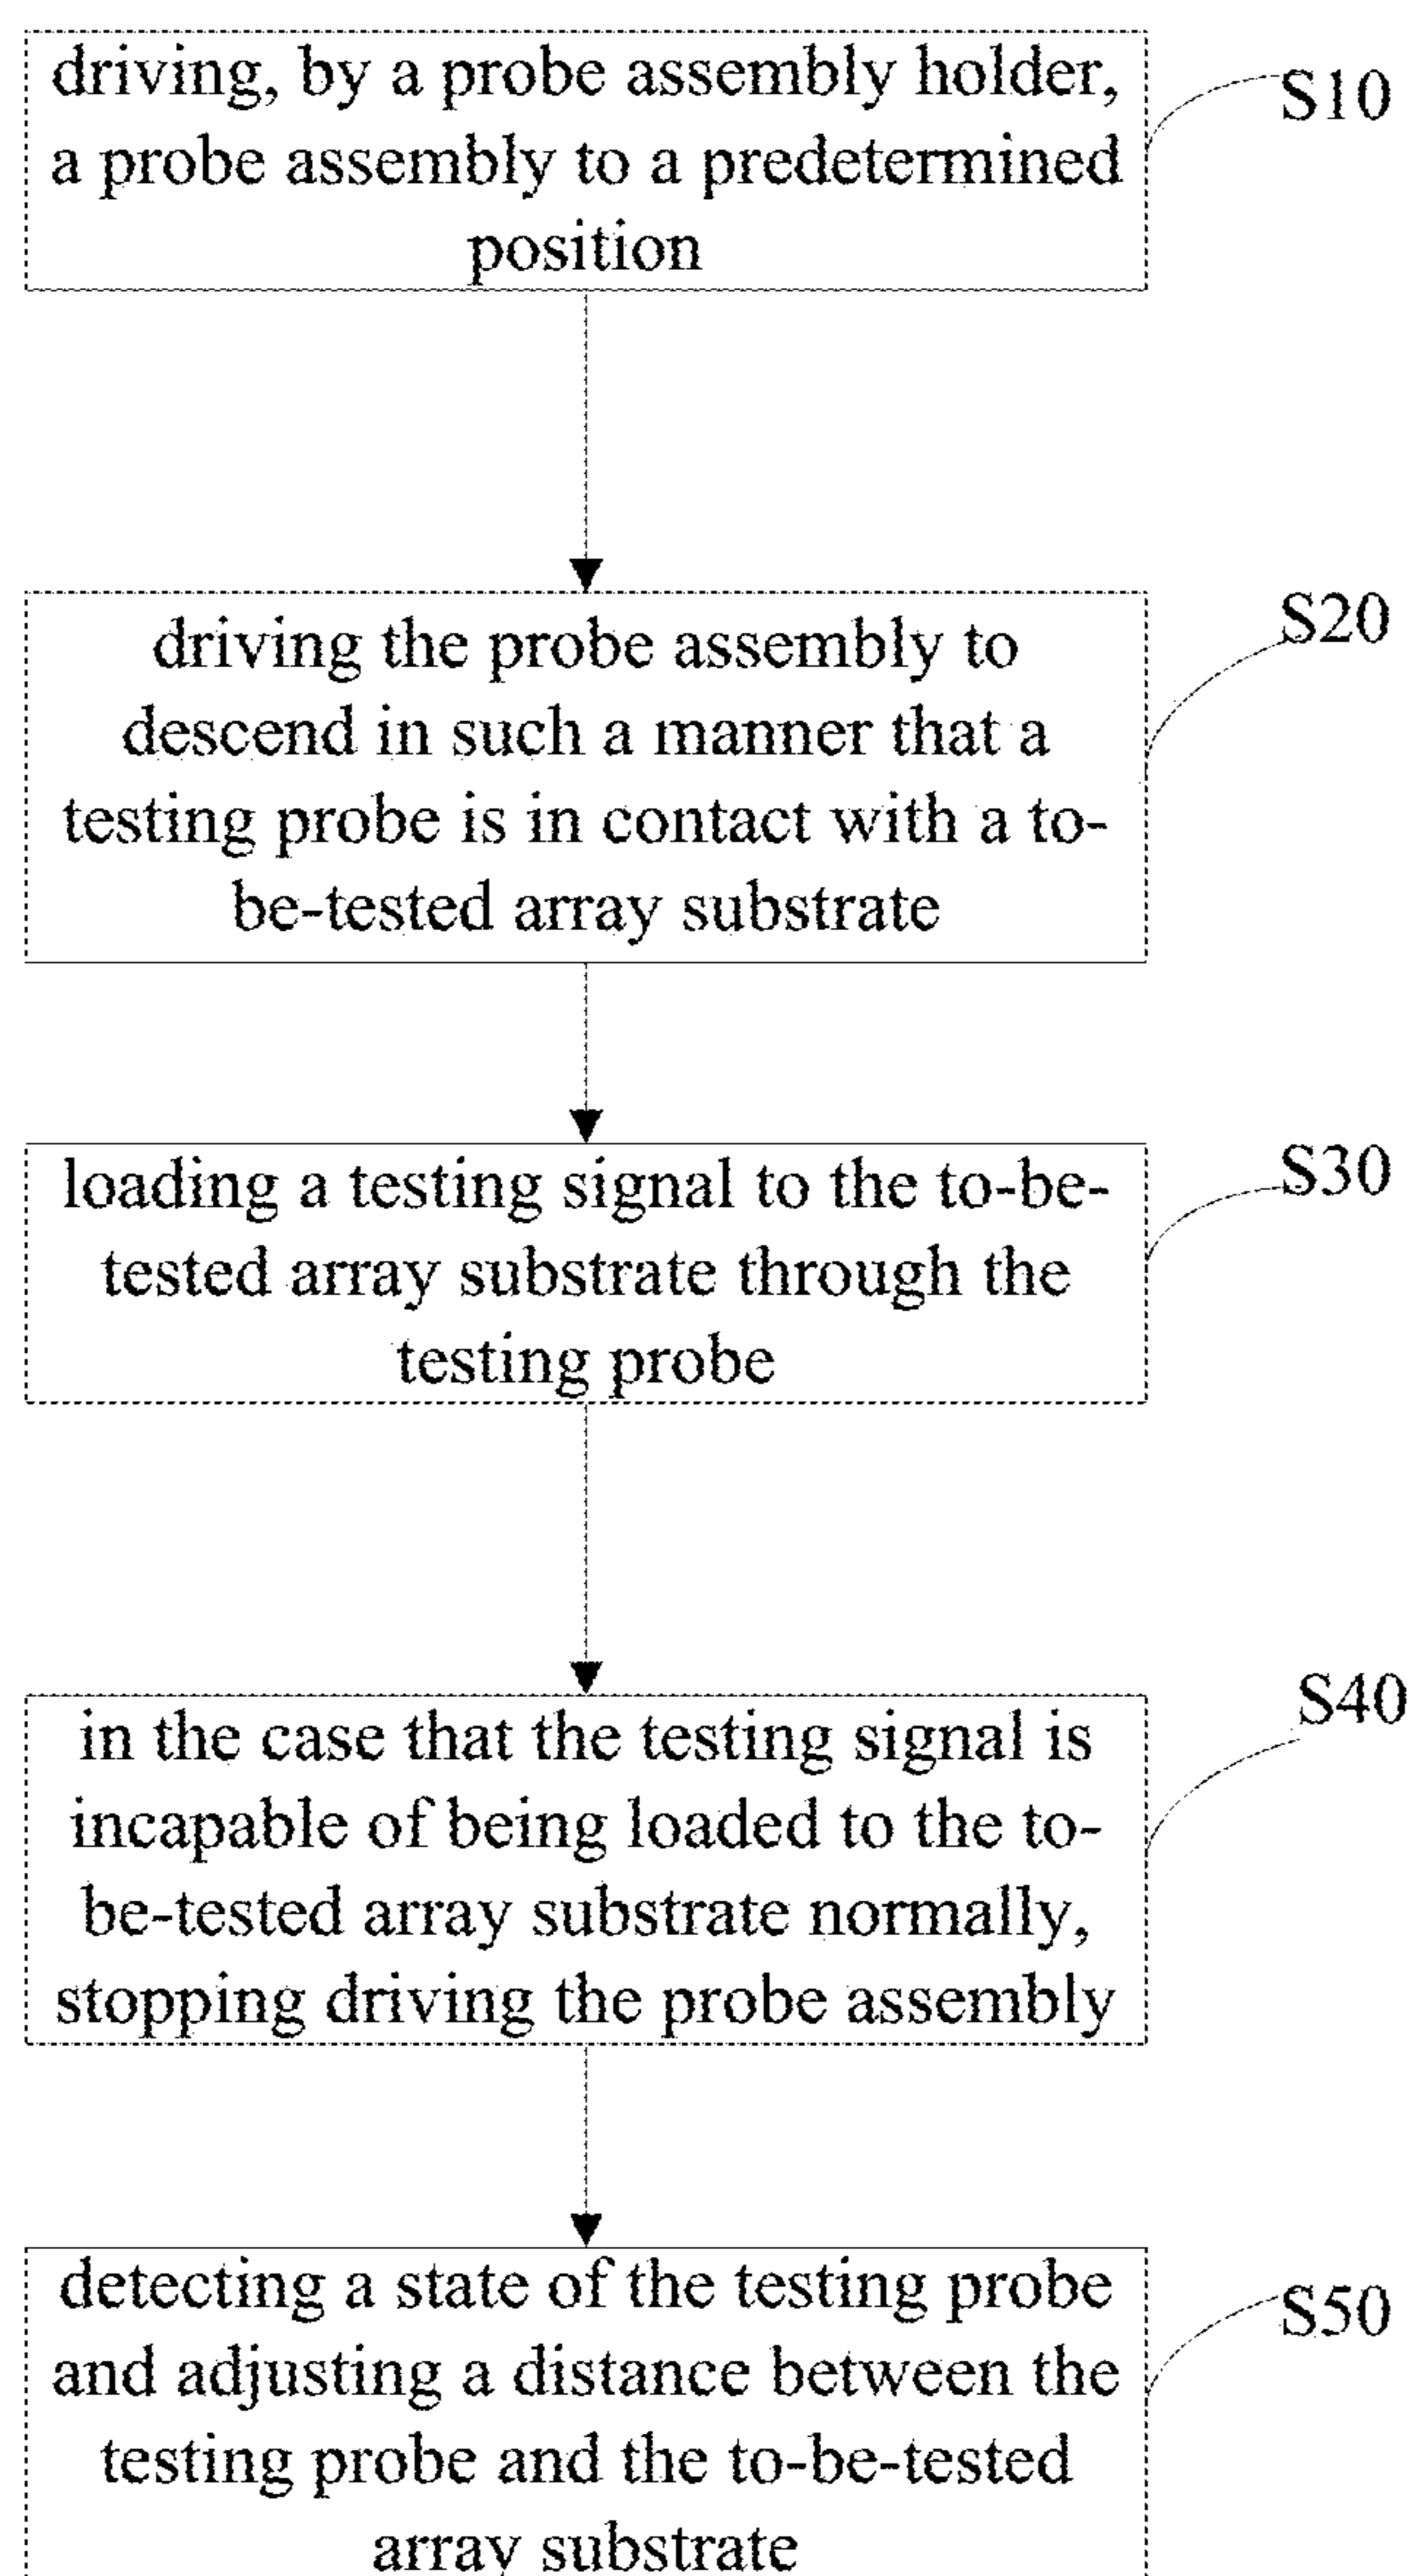 driving, by a probe assembly holder,
a probe assembly to a predetermined
position
S10
driving the probe assembly to
descend in such a manner that a
testing probe is in contact with a to-
be-tested array substrate
S20
loading a testing signal to the to-be-
tested array substrate through the
testing probe
S30
in the case that the testing signal is
incapable of being loaded to the to-
be-tested array substrate normally,
stopping driving the probe assembly
S40
detecting a state of the testing probe
and adjusting a distance between the
testing probe and the to-be-tested
array substrate
S50